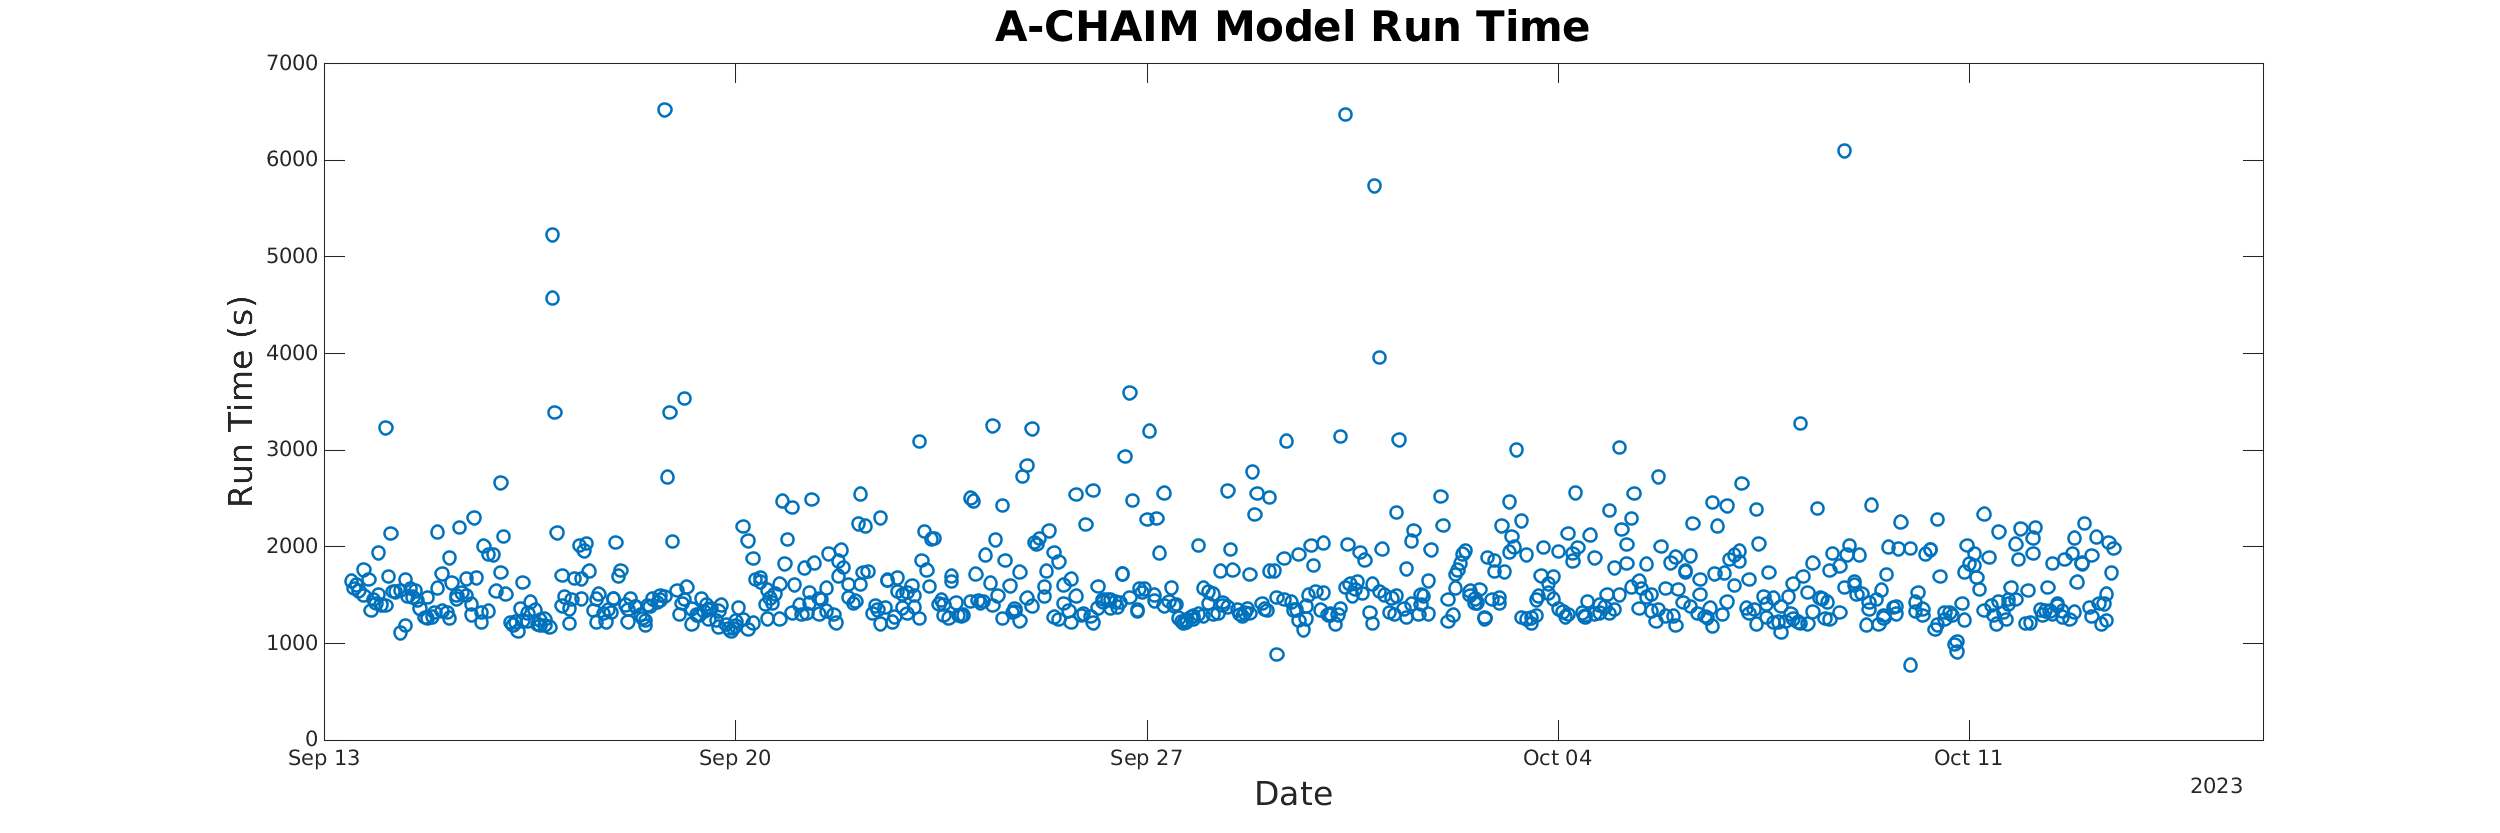 A-CHAIM Model Run Time
7000
6000
5000
4000
3000
2000
1000
0
Run Time (s)
Sep 13 Sep 20 Sep 27 Oct 04 Oct 11
2023
Date